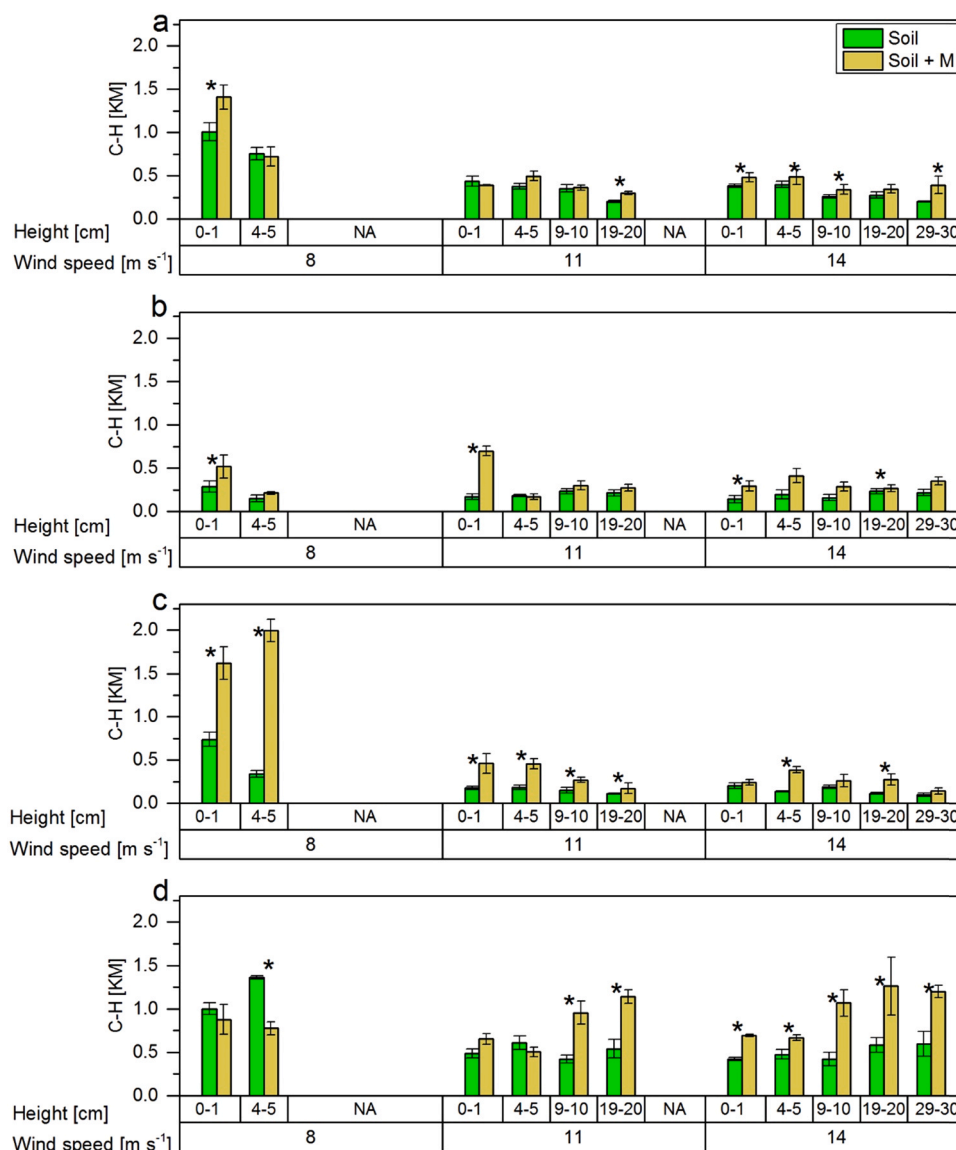 a
Soil
Soil + M
2.0
1.5
1.0
0.5
0.0
C-H [KM]
Height [cm] 0-1 4-5 NA 0-1 4-5 9-10 19-20 NA 0-1 4-5 9-10 19-20 29-30
Wind speed [m s⁻¹] 8 11 14
b
2.0
1.5
1.0
0.5
0.0
C-H [KM]
Height [cm] 0-1 4-5 NA 0-1 4-5 9-10 19-20 NA 0-1 4-5 9-10 19-20 29-30
Wind speed [m s⁻¹] 8 11 14
c
2.0
1.5
1.0
0.5
0.0
C-H [KM]
Height [cm] 0-1 4-5 NA 0-1 4-5 9-10 19-20 NA 0-1 4-5 9-10 19-20 29-30
Wind speed [m s⁻¹] 8 11 14
d
2.0
1.5
1.0
0.5
0.0
C-H [KM]
Height [cm] 0-1 4-5 NA 0-1 4-5 9-10 19-20 NA 0-1 4-5 9-10 19-20 29-30
Wind speed [m s⁻¹] 8 11 14